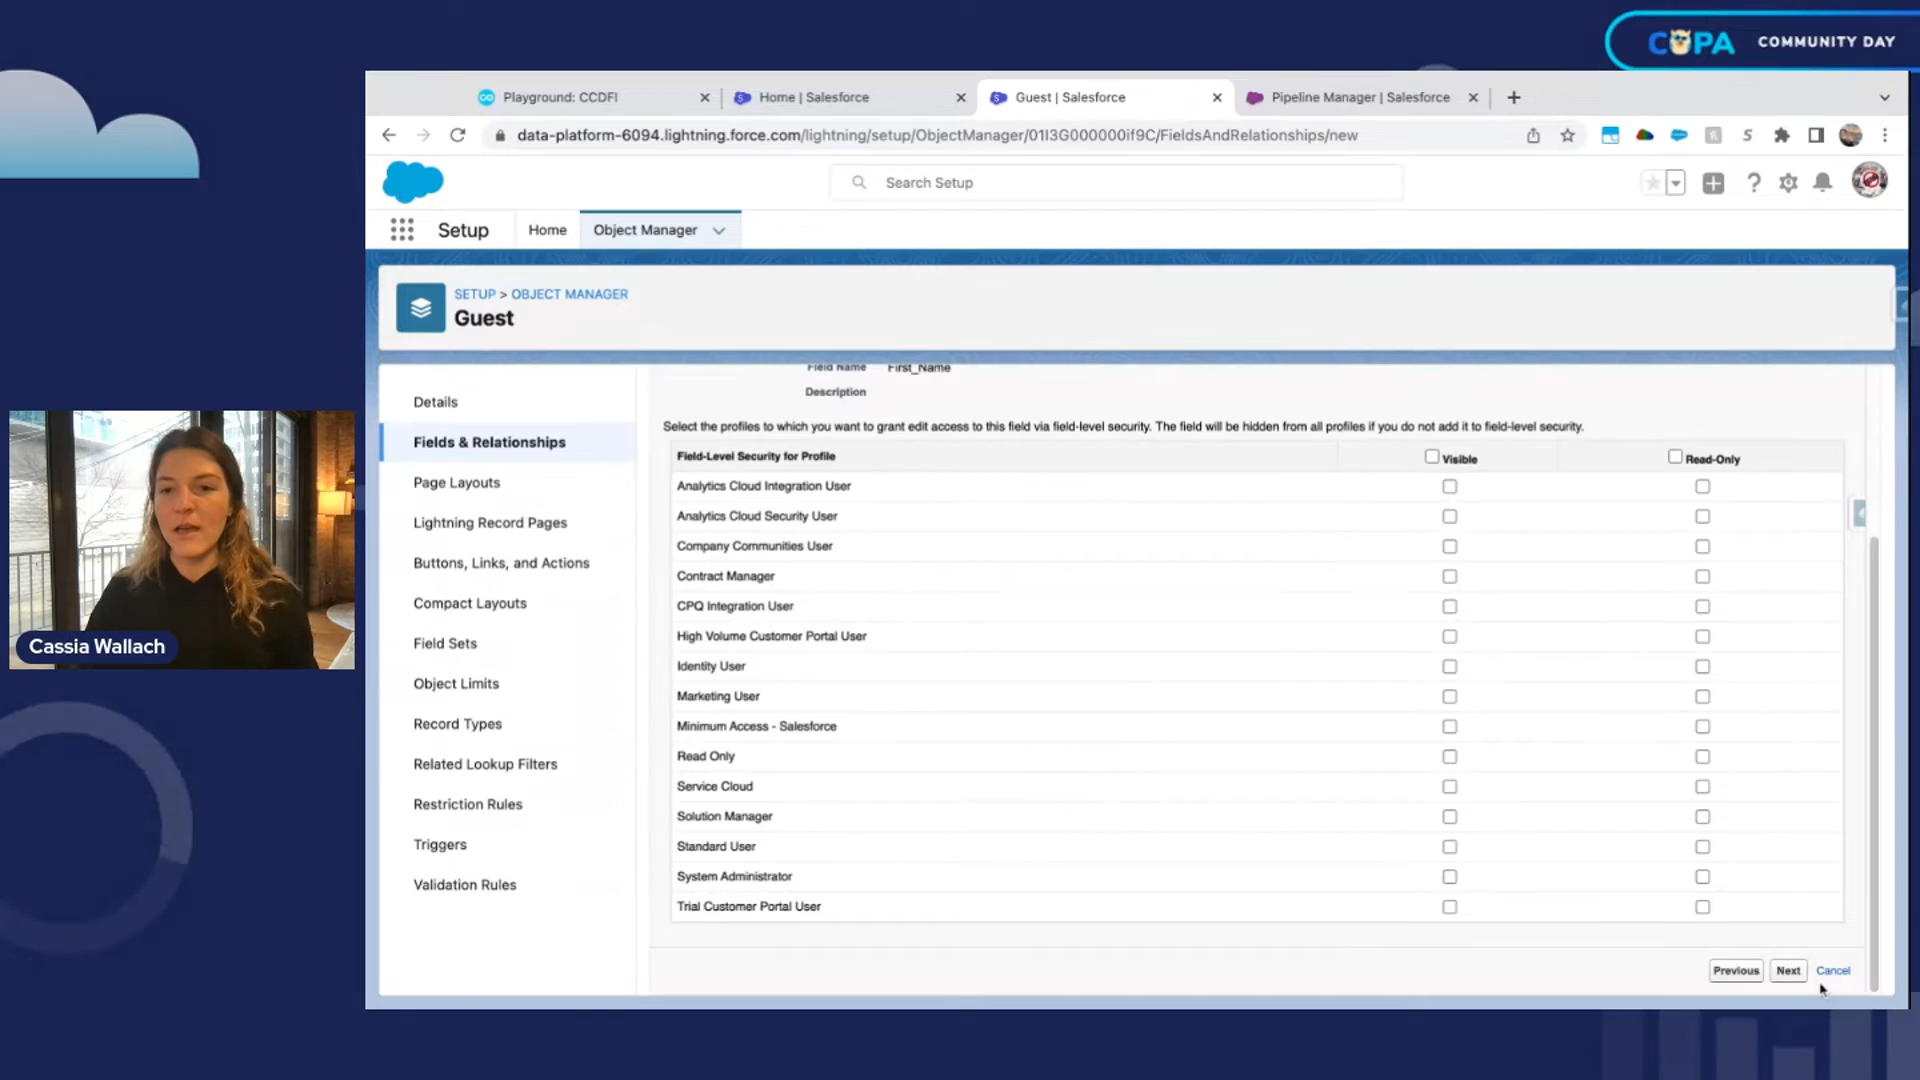 COPA COMMUNITY DAY
Playground: CCDFI
Home | Salesforce
Guest | Salesforce
Pipeline Manager | Salesforce
data-platform-6094.lightning.force.com/lightning/setup/ObjectManager/01I3G000000if9C/FieldsAndRelationships/new
Search Setup
Setup
Home
Object Manager
SETUP > OBJECT MANAGER
Guest
Details
Fields & Relationships
Page Layouts
Lightning Record Pages
Buttons, Links, and Actions
Compact Layouts
Field Sets
Object Limits
Record Types
Related Lookup Filters
Restriction Rules
Triggers
Validation Rules
Field Name First_Name
Description
Select the profiles to which you want to grant edit access to this field via field-level security. The field will be hidden from all profiles if you do not add it to field-level security.
Field-Level Security for Profile Visible Read-Only
Analytics Cloud Integration User
Analytics Cloud Security User
Company Communities User
Contract Manager
CPQ Integration User
High Volume Customer Portal User
Identity User
Marketing User
Minimum Access - Salesforce
Read Only
Service Cloud
Solution Manager
Standard User
System Administrator
Trial Customer Portal User
Previous Next Cancel
Cassia Wallach